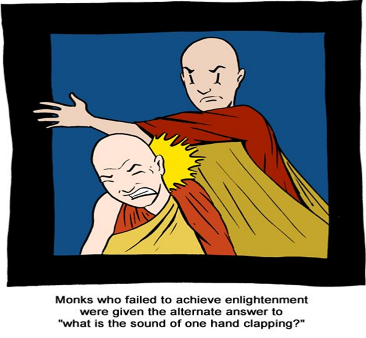 Monks who failed to achieve enlightenment
were given the alternate answer to
"what is the sound of one hand clapping?"